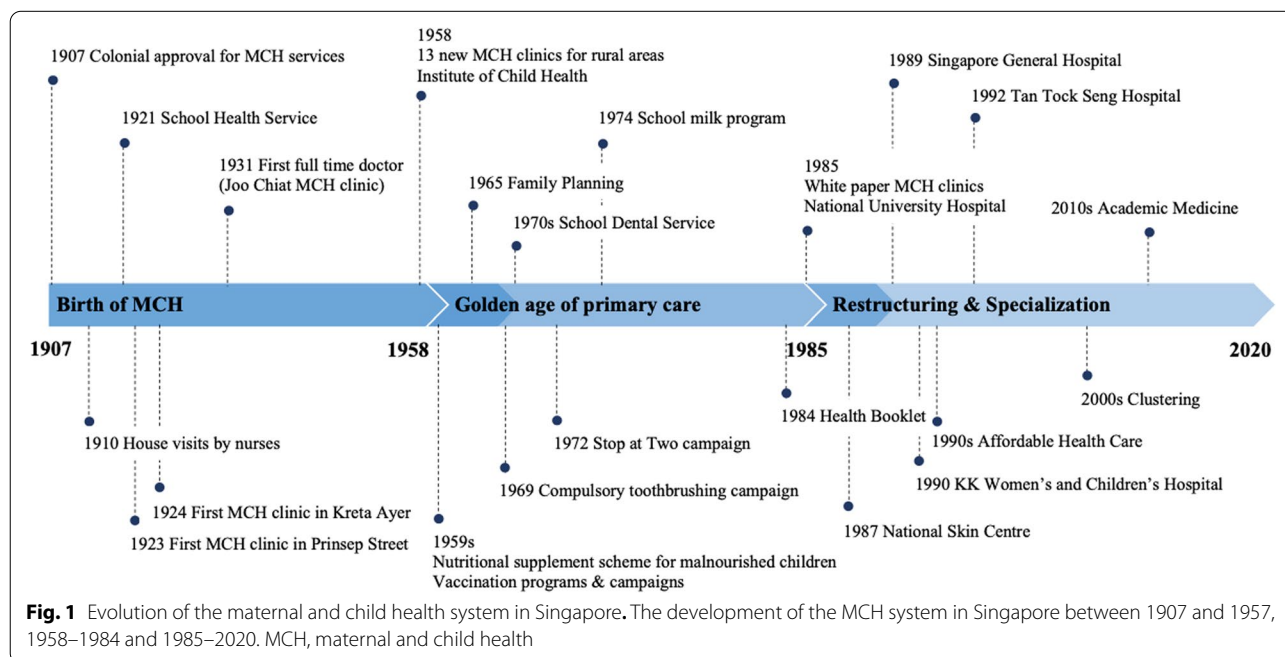 1907 Colonial approval for MCH services
1921 School Health Service
1931 First full time doctor
(Joo Chiat MCH clinic)
1958
13 new MCH clinics for rural areas
Institute of Child Health
1965 Family Planning
1970s School Dental Service
1974 School milk program
1985
White paper MCH clinics
National University Hospital
1989 Singapore General Hospital
1992 Tan Tock Seng Hospital
2010s Academic Medicine
Birth of MCH
Golden age of primary care
Restructuring & Specialization
1907
1958
1985
2020
1910 House visits by nurses
1924 First MCH clinic in Kreta Ayer
1923 First MCH clinic in Prinsep Street
1959s
Nutritional supplement scheme for malnourished children
Vaccination programs & campaigns
1969 Compulsory toothbrushing campaign
1972 Stop at Two campaign
1984 Health Booklet
1987 National Skin Centre
1990 KK Women's and Children's Hospital
1990s Affordable Health Care
2000s Clustering
Fig. 1 Evolution of the maternal and child health system in Singapore. The development of the MCH system in Singapore between 1907 and 1957,
1958–1984 and 1985–2020. MCH, maternal and child health